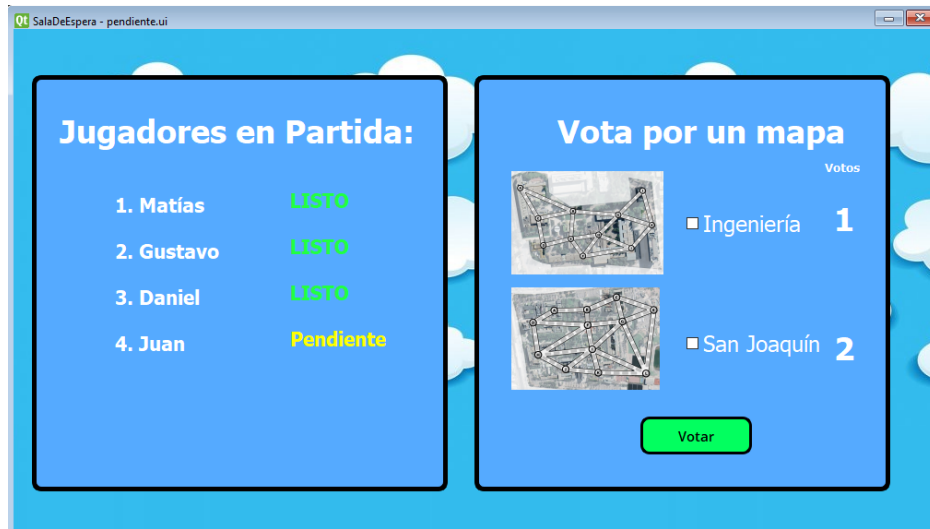 SalaDeEspera - pendiente.ui
Jugadores en Partida:
1. Matías LISTO
2. Gustavo LISTO
3. Daniel LISTO
4. Juan Pendiente
Vota por un mapa
Votos
Ingeniería 1
San Joaquín 2
Votar